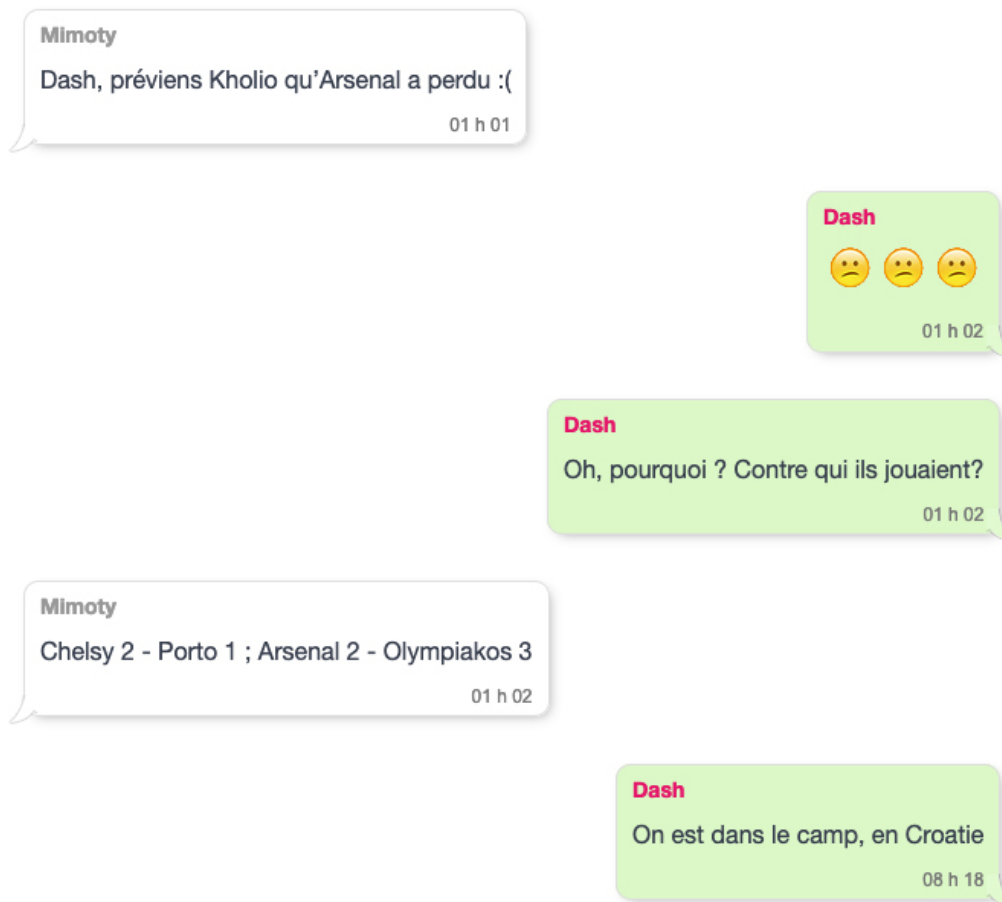 Mimoty
Dash, préviens Kholio qu’Arsenal a perdu :(
01 h 01
Dash
😕 😕 😕
01 h 02
Dash
Oh, pourquoi ? Contre qui ils jouaient?
01 h 02
Mimoty
Chelsy 2 - Porto 1 ; Arsenal 2 - Olympiakos 3
01 h 02
Dash
On est dans le camp, en Croatie
08 h 18